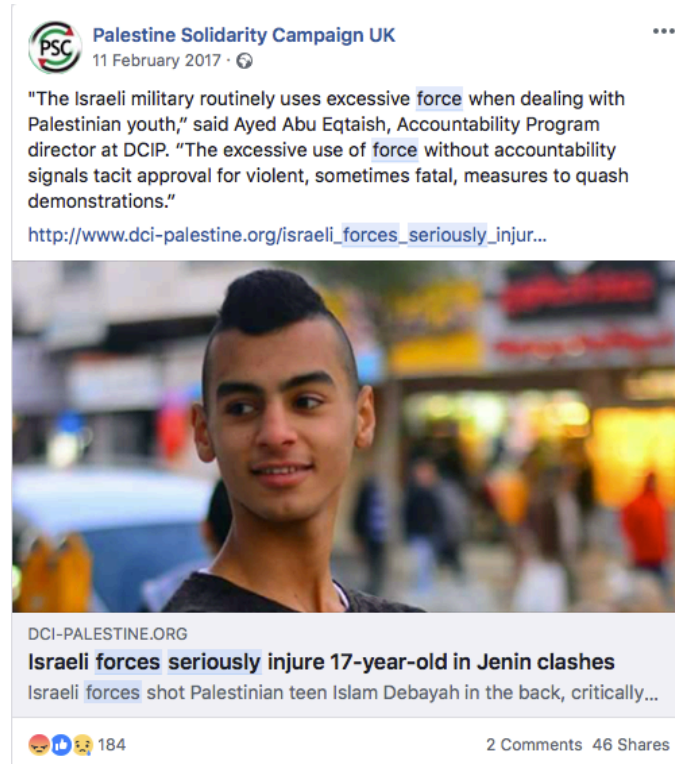 PSC
Palestine Solidarity Campaign UK
11 February 2017 ·
"The Israeli military routinely uses excessive force when dealing with
Palestinian youth,” said Ayed Abu Eqtaish, Accountability Program
director at DCIP. “The excessive use of force without accountability
signals tacit approval for violent, sometimes fatal, measures to quash
demonstrations.”
http://www.dci-palestine.org/israeli_forces_seriously_injur...
DCI-PALESTINE.ORG
Israeli forces seriously injure 17-year-old in Jenin clashes
Israeli forces shot Palestinian teen Islam Debayah in the back, critically...
184
2 Comments 46 Shares